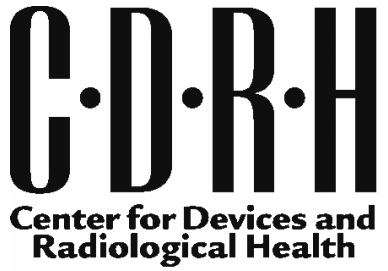 C·D·R·H
Center for Devices and
Radiological Health